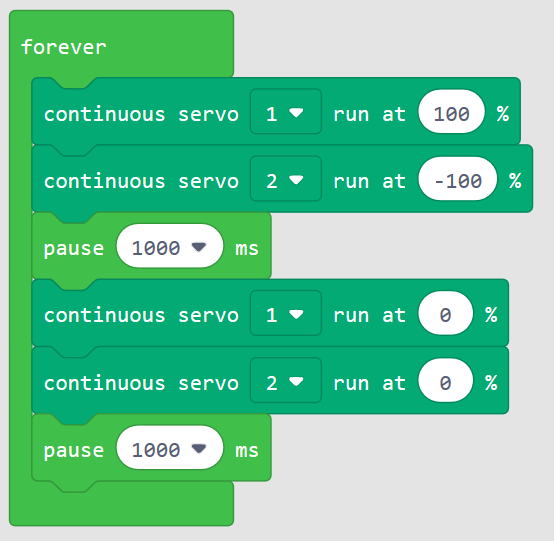 forever
continuous servo 1 run at 100 %
continuous servo 2 run at -100 %
pause 1000 ms
continuous servo 1 run at 0 %
continuous servo 2 run at 0 %
pause 1000 ms